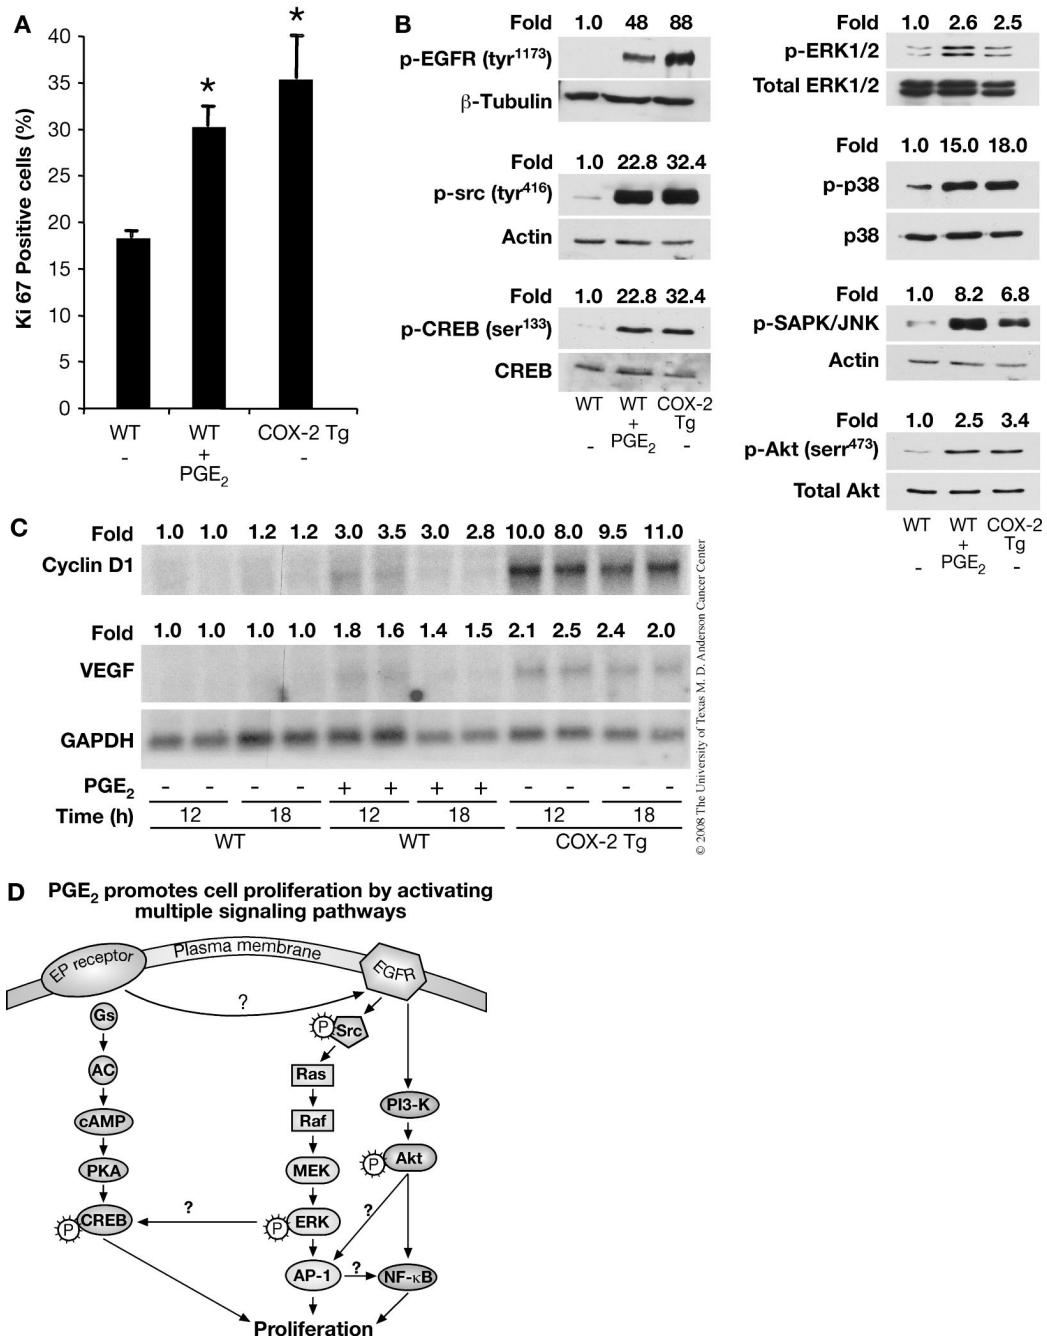 A
*
*
40
35
30
25
20
15
10
5
0
Ki 67 Positive cells (%)
WT WT COX-2 Tg
- + -
PGE2
B
Fold 1.0 48 88
p-EGFR (tyr1173)
β-Tubulin
Fold 1.0 22.8 32.4
p-src (tyr416)
Actin
Fold 1.0 22.8 32.4
p-CREB (ser133)
CREB
WT WT COX-2
+ Tg
- PGE2 -
Fold 1.0 2.6 2.5
p-ERK1/2
Total ERK1/2
Fold 1.0 15.0 18.0
p-p38
p38
Fold 1.0 8.2 6.8
p-SAPK/JNK
Actin
Fold 1.0 2.5 3.4
p-Akt (serr473)
Total Akt
WT WT COX-2
+ Tg
- PGE2 -
C
Fold 1.0 1.0 1.2 1.2 3.0 3.5 3.0 2.8 10.0 8.0 9.5 11.0
Cyclin D1
Fold 1.0 1.0 1.0 1.0 1.8 1.6 1.4 1.5 2.1 2.5 2.4 2.0
VEGF
GAPDH
PGE2 - - - - + + + + - - - -
Time (h) 12 18 12 18 12 18
WT WT COX-2 Tg
© 2008 The University of Texas M. D. Anderson Cancer Center
D PGE2 promotes cell proliferation by activating
multiple signaling pathways
EP receptor Plasma membrane EGFR
?
Gs P Src
AC Ras
cAMP Raf PI3-K
PKA MEK P Akt
P CREB ? P ERK ?
AP-1 ? NF-κB
Proliferation